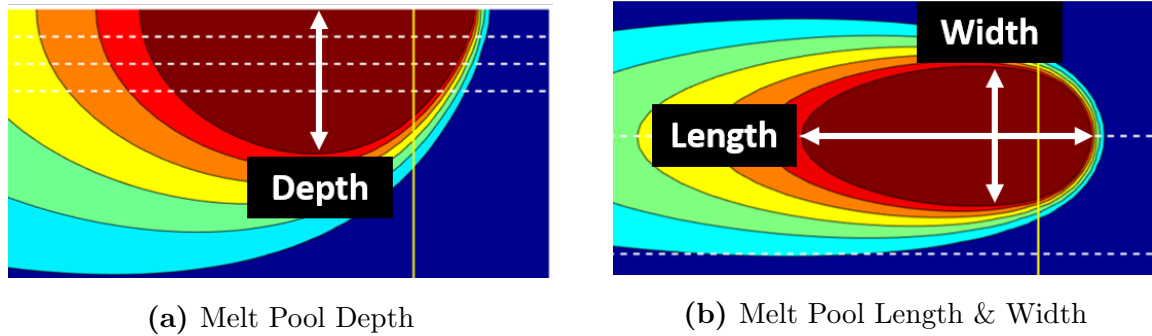 Depth
Width
Length
(a) Melt Pool Depth
(b) Melt Pool Length & Width